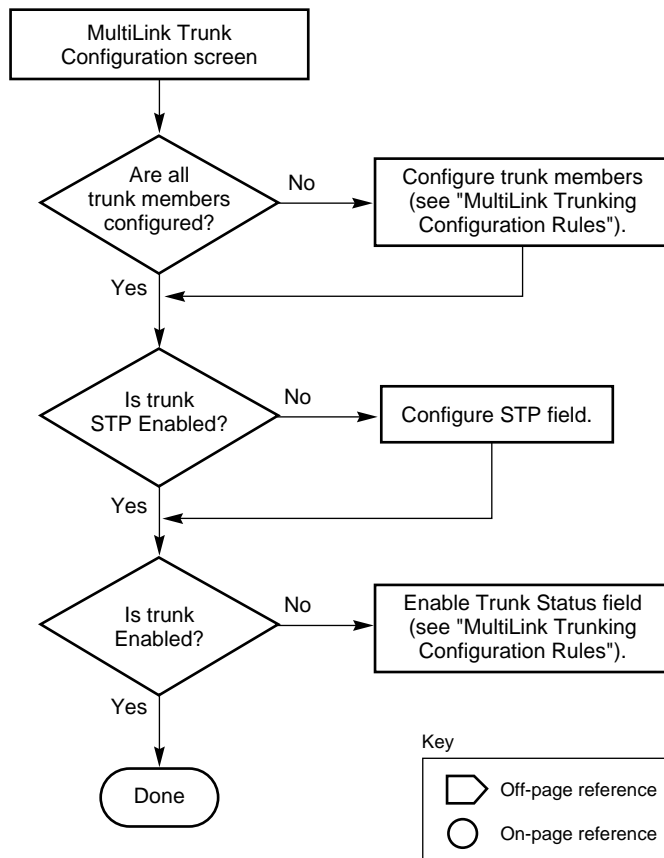 MultiLink Trunk
Configuration screen
Are all
trunk members
configured?
No
Configure trunk members
(see "MultiLink Trunking
Configuration Rules").
Yes
Is trunk
STP Enabled?
No
Configure STP field.
Yes
Is trunk
Enabled?
No
Enable Trunk Status field
(see "MultiLink Trunking
Configuration Rules").
Yes
Done
Key
Off-page reference
On-page reference